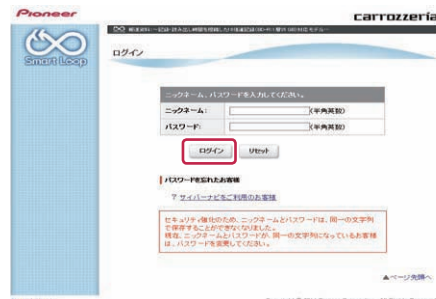 Pioneer
carrozzeria
Smart Loop
ログイン
ニックネーム、パスワードを入力してください。
ニックネーム:
(半角英数)
パスワード:
(半角英数)
ログイン
リセット
パスワードを忘れたお客様
? サイバーナビをご利用のお客様
セキュリティ強化のため、ニックネームとパスワードは、同一の文字列
で保存することができなくなりました。
現在、ニックネームとパスワードが、同一の文字列になっているお客様
は、パスワードを変更してください。
▲ページ先頭へ